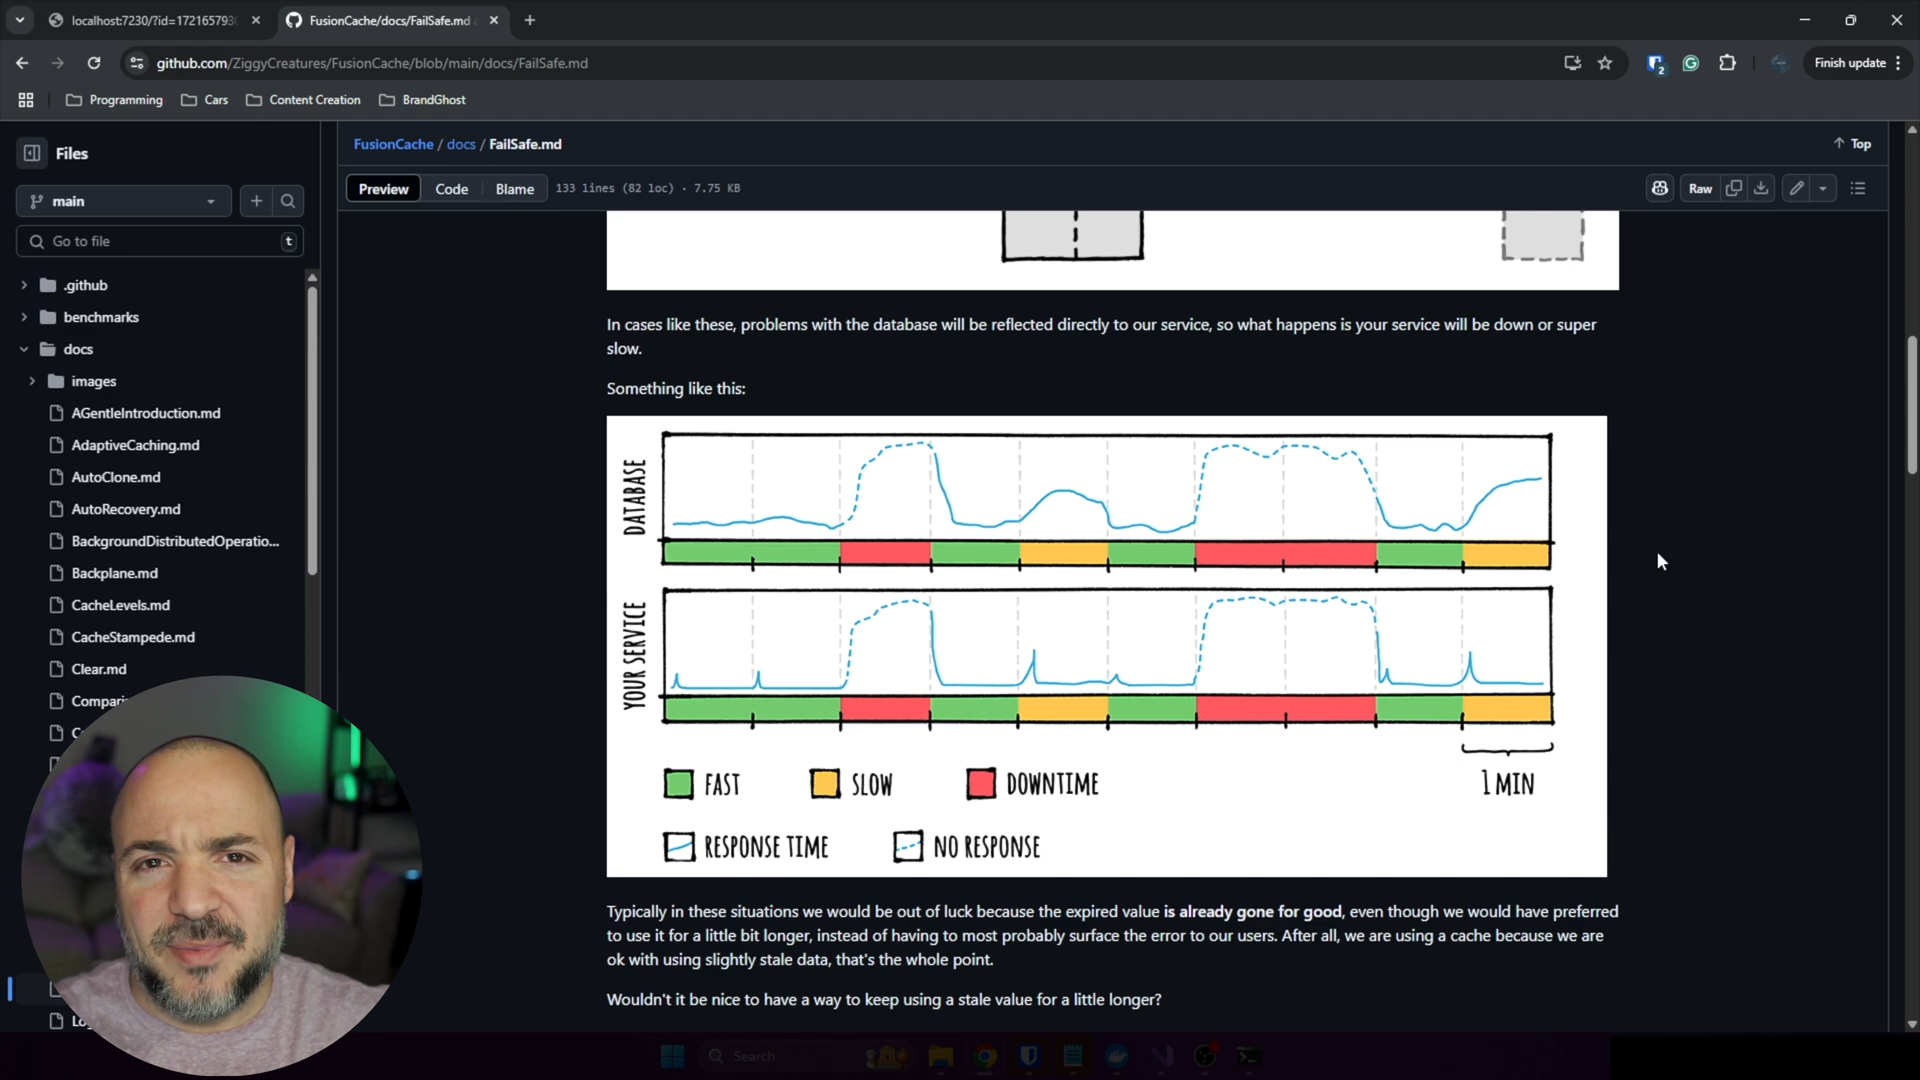 localhost:7230/?id=172165793
FusionCache/docs/FailSafe.md
github.com/ZiggyCreatures/FusionCache/blob/main/docs/FailSafe.md
2
Finish update
Programming
Cars
Content Creation
BrandGhost
Files
FusionCache / docs / FailSafe.md
Top
main
Preview
Code
Blame
133 lines (82 loc) · 7.75 KB
Raw
Go to file
t
.github
benchmarks
docs
images
AGentleIntroduction.md
AdaptiveCaching.md
AutoClone.md
AutoRecovery.md
BackgroundDistributedOperatio...
Backplane.md
CacheLevels.md
CacheStampede.md
Clear.md
In cases like these, problems with the database will be reflected directly to our service, so what happens is your service will be down or super
slow.
Something like this:
DATABASE
YOUR SERVICE
FAST
SLOW
DOWNTIME
1 MIN
RESPONSE TIME
NO RESPONSE
Typically in these situations we would be out of luck because the expired value is already gone for good, even though we would have preferred
to use it for a little bit longer, instead of having to most probably surface the error to our users. After all, we are using a cache because we are
ok with using slightly stale data, that's the whole point.
Wouldn't it be nice to have a way to keep using a stale value for a little longer?
Search